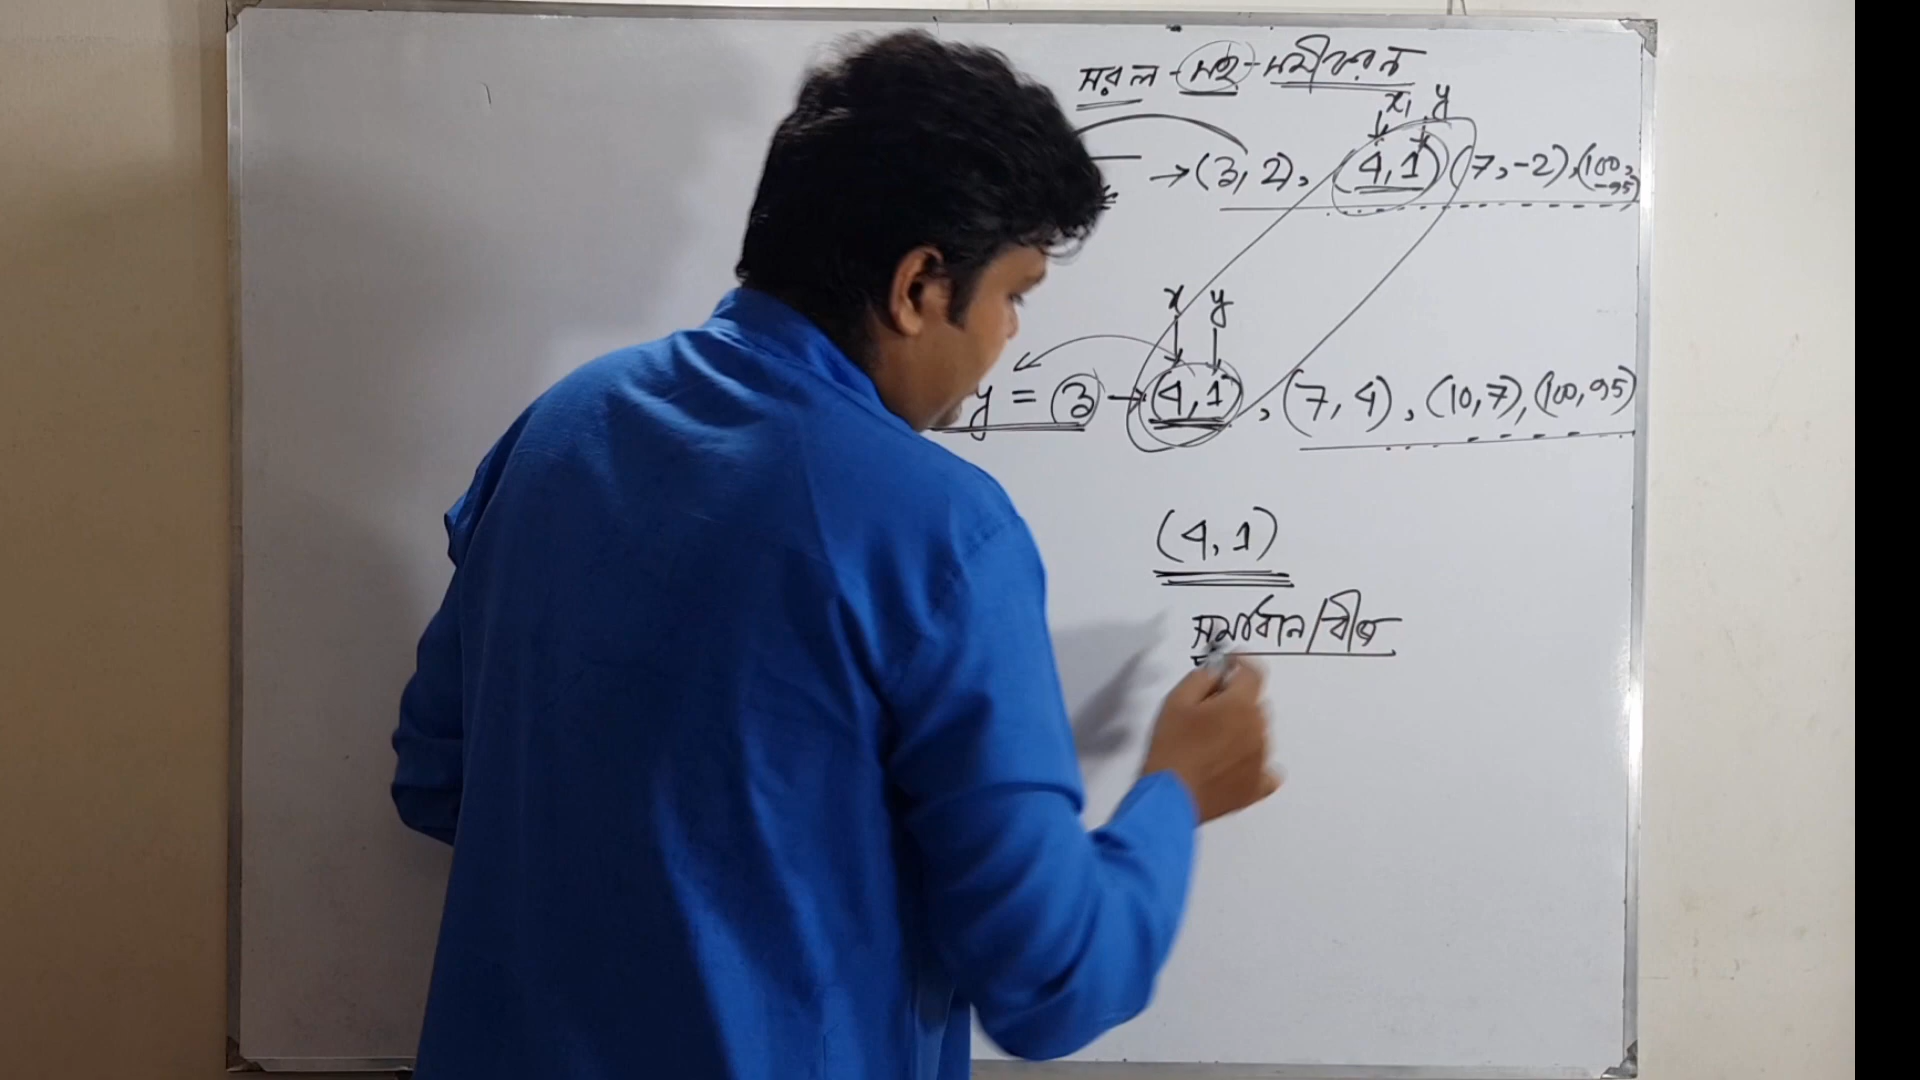 সরল-সহ-সমীকরণ
x, y
→(3,2), (4,1) (7,-2), (100, -95)
x y
y = 3 → (4,1), (7,4), (10,7), (100,95)
(4,1)
সমাধান/বীজ